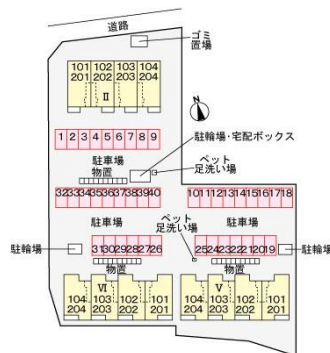 道路
ゴミ
置場
101 102 103 104
201 202 203 204
Ⅱ
N
1 2 3 4 5 6 7 8 9
駐輪場・宅配ボックス
駐車場
物置
ペット
足洗い場
32 33 34 35 36 37 38 39 40
10 11 12 13 14 15 16 17 18
駐車場
駐車場
ペット
足洗い場
駐輪場
31 30 29 28 27 26
25 24 23 22 21 20 19
駐輪場
物置
物置
Ⅵ
Ⅴ
104 103 102 101
204 203 202 201
104 103 102 101
204 203 202 201